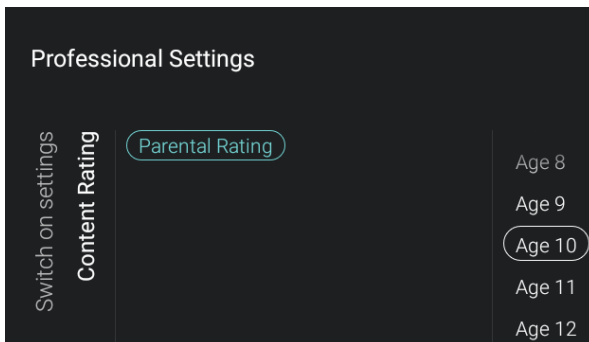 Professional Settings
Switch on settings
Content Rating
Parental Rating
Age 8
Age 9
Age 10
Age 11
Age 12